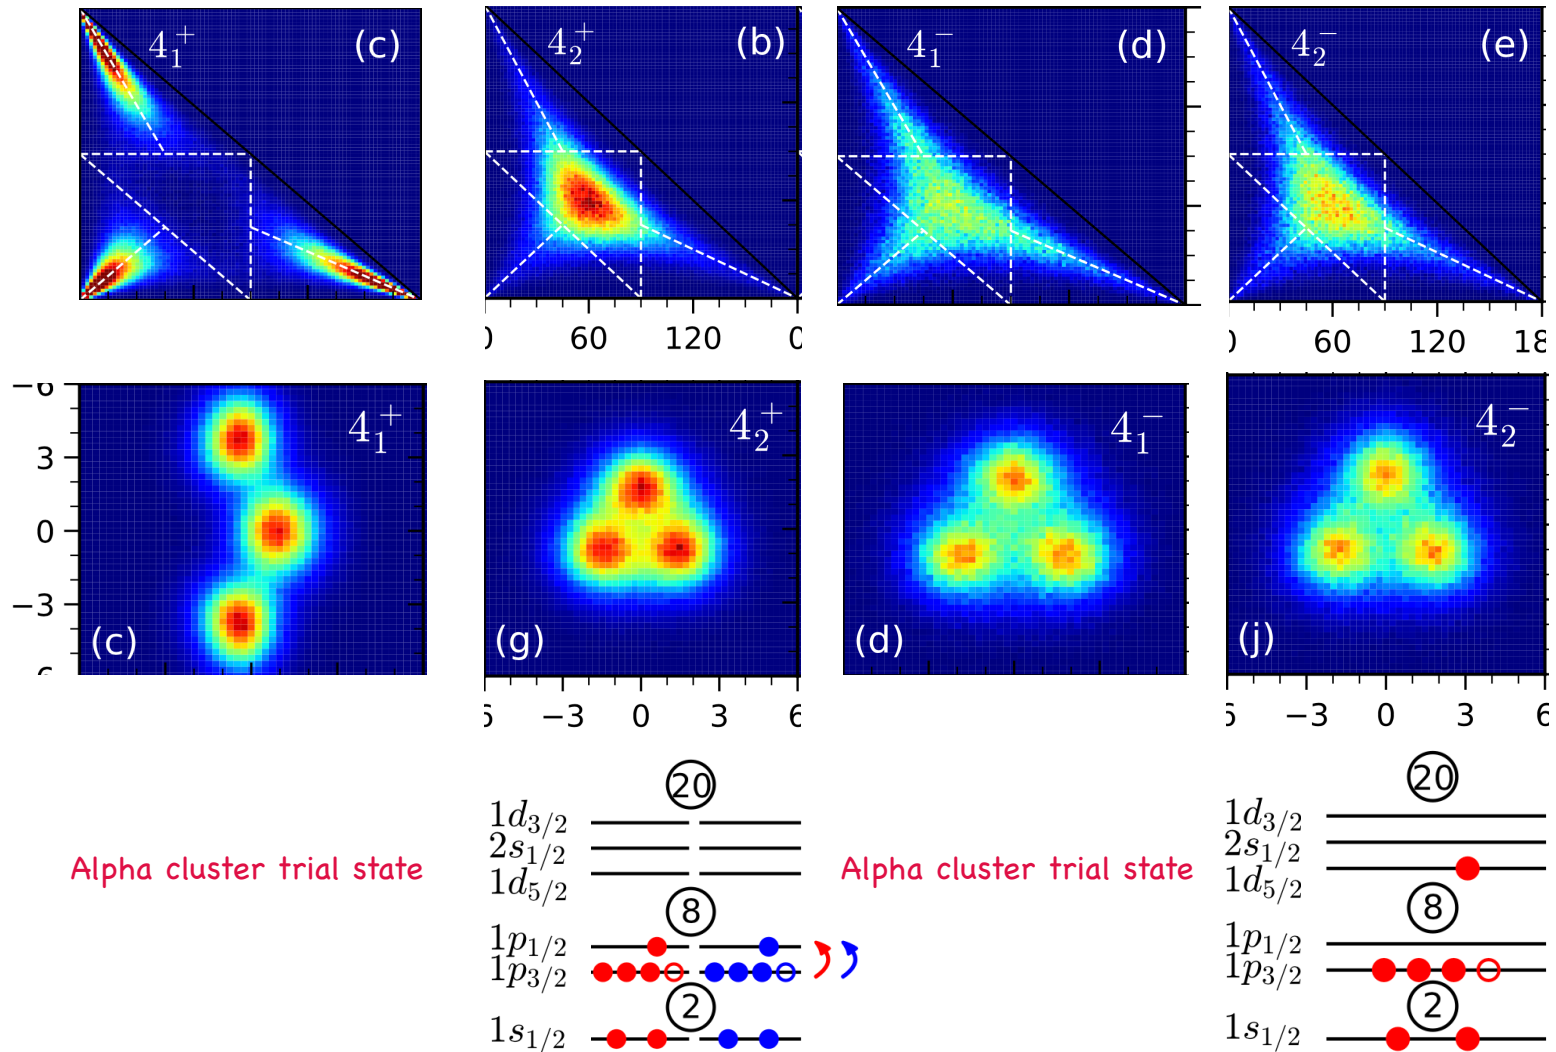 4₁⁺ (c)
4₂⁺ (b)
4₁⁻ (d)
4₂⁻ (e)
60 120
60 120 18
−6
3
0
−3
4₁⁺
(c)
4₂⁺
(g)
4₁⁻
(d)
4₂⁻
(j)
−3 0 3
−3 0 3
Alpha cluster trial state
20
1d₃/₂
2s₁/₂
1d₅/₂
8
1p₁/₂
1p₃/₂
2
1s₁/₂
Alpha cluster trial state
20
1d₃/₂
2s₁/₂
1d₅/₂
8
1p₁/₂
1p₃/₂
2
1s₁/₂